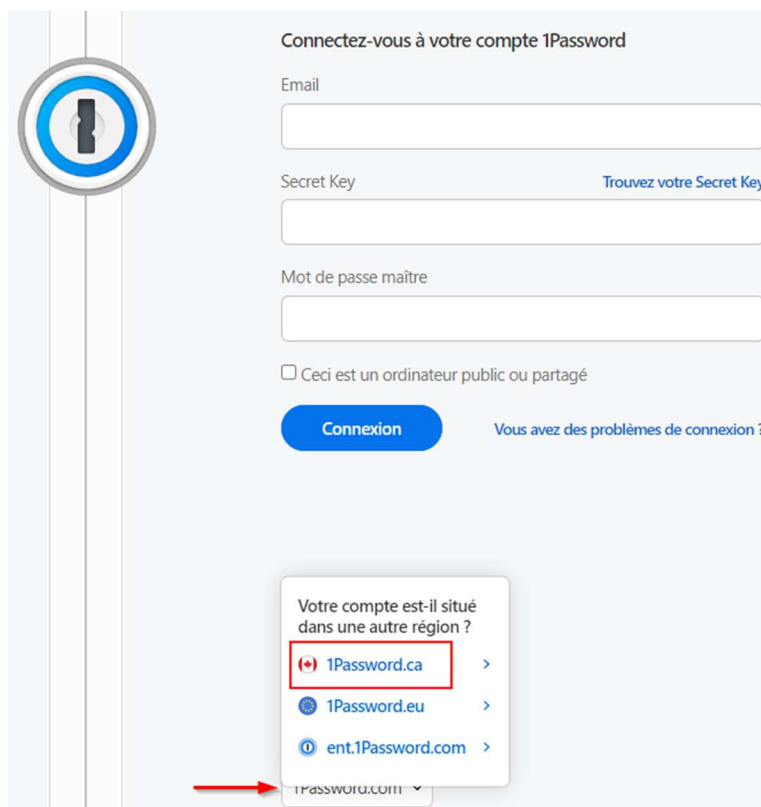 Connectez-vous à votre compte 1Password
Email
Secret Key Trouvez votre Secret Key
Mot de passe maître
Ceci est un ordinateur public ou partagé
Connexion Vous avez des problèmes de connexion ?
Votre compte est-il situé
dans une autre région ?
1Password.ca
1Password.eu
ent.1Password.com
1Password.com